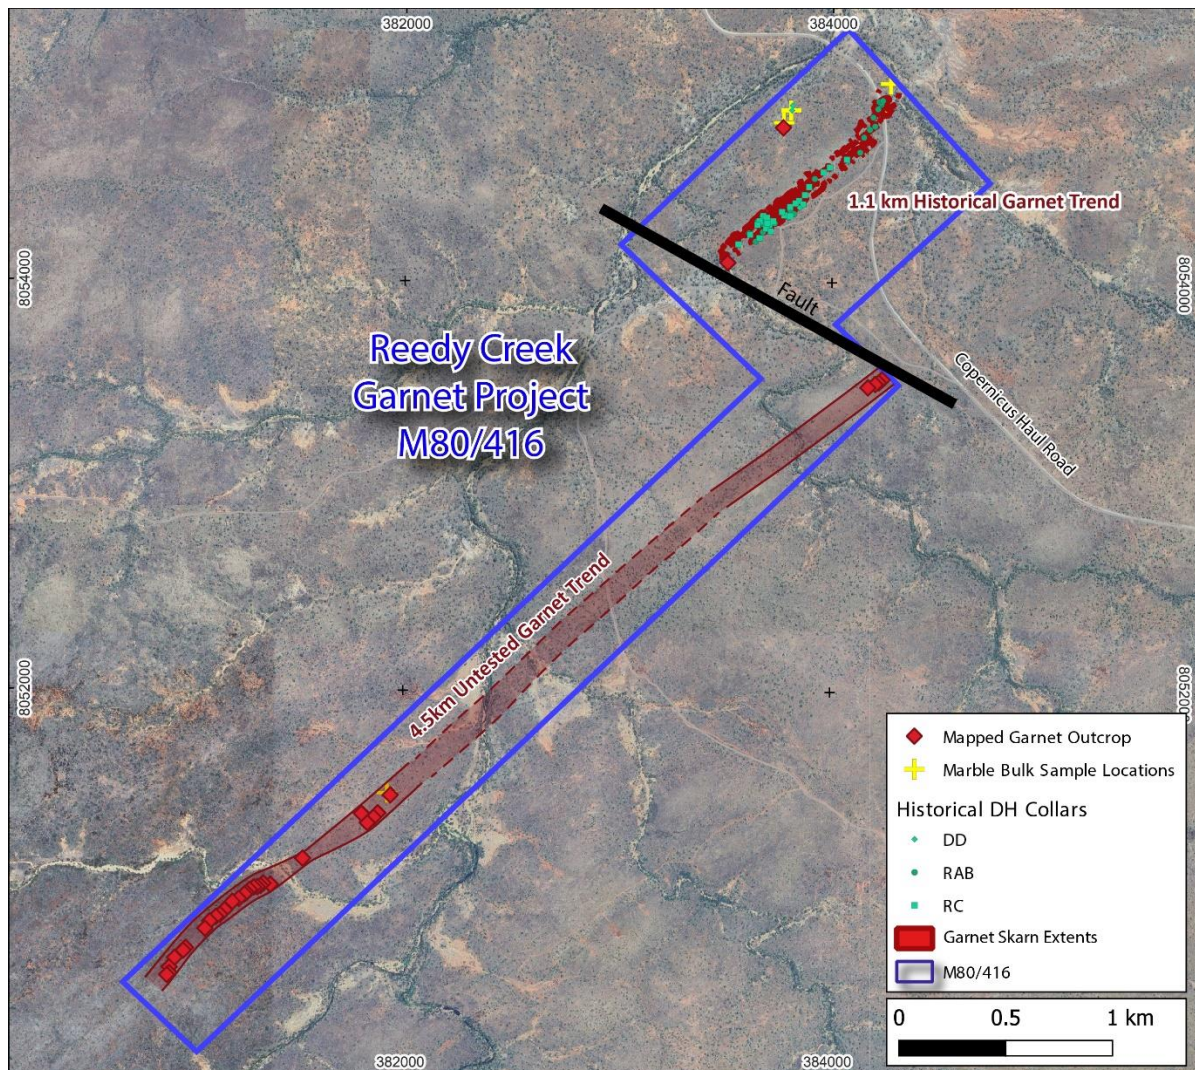 382000
384000
1.1 km Historical Garnet Trend
8054000
8054000
Fault
Reedy Creek
Garnet Project
M80/416
Copernicus Haul Road
4.5km Untested Garnet Trend
8052000
805200
Mapped Garnet Outcrop
Marble Bulk Sample Locations
Historical DH Collars
DD
RAB
RC
Garnet Skarn Extents
M80/416
0 0.5 1 km
382000
384000